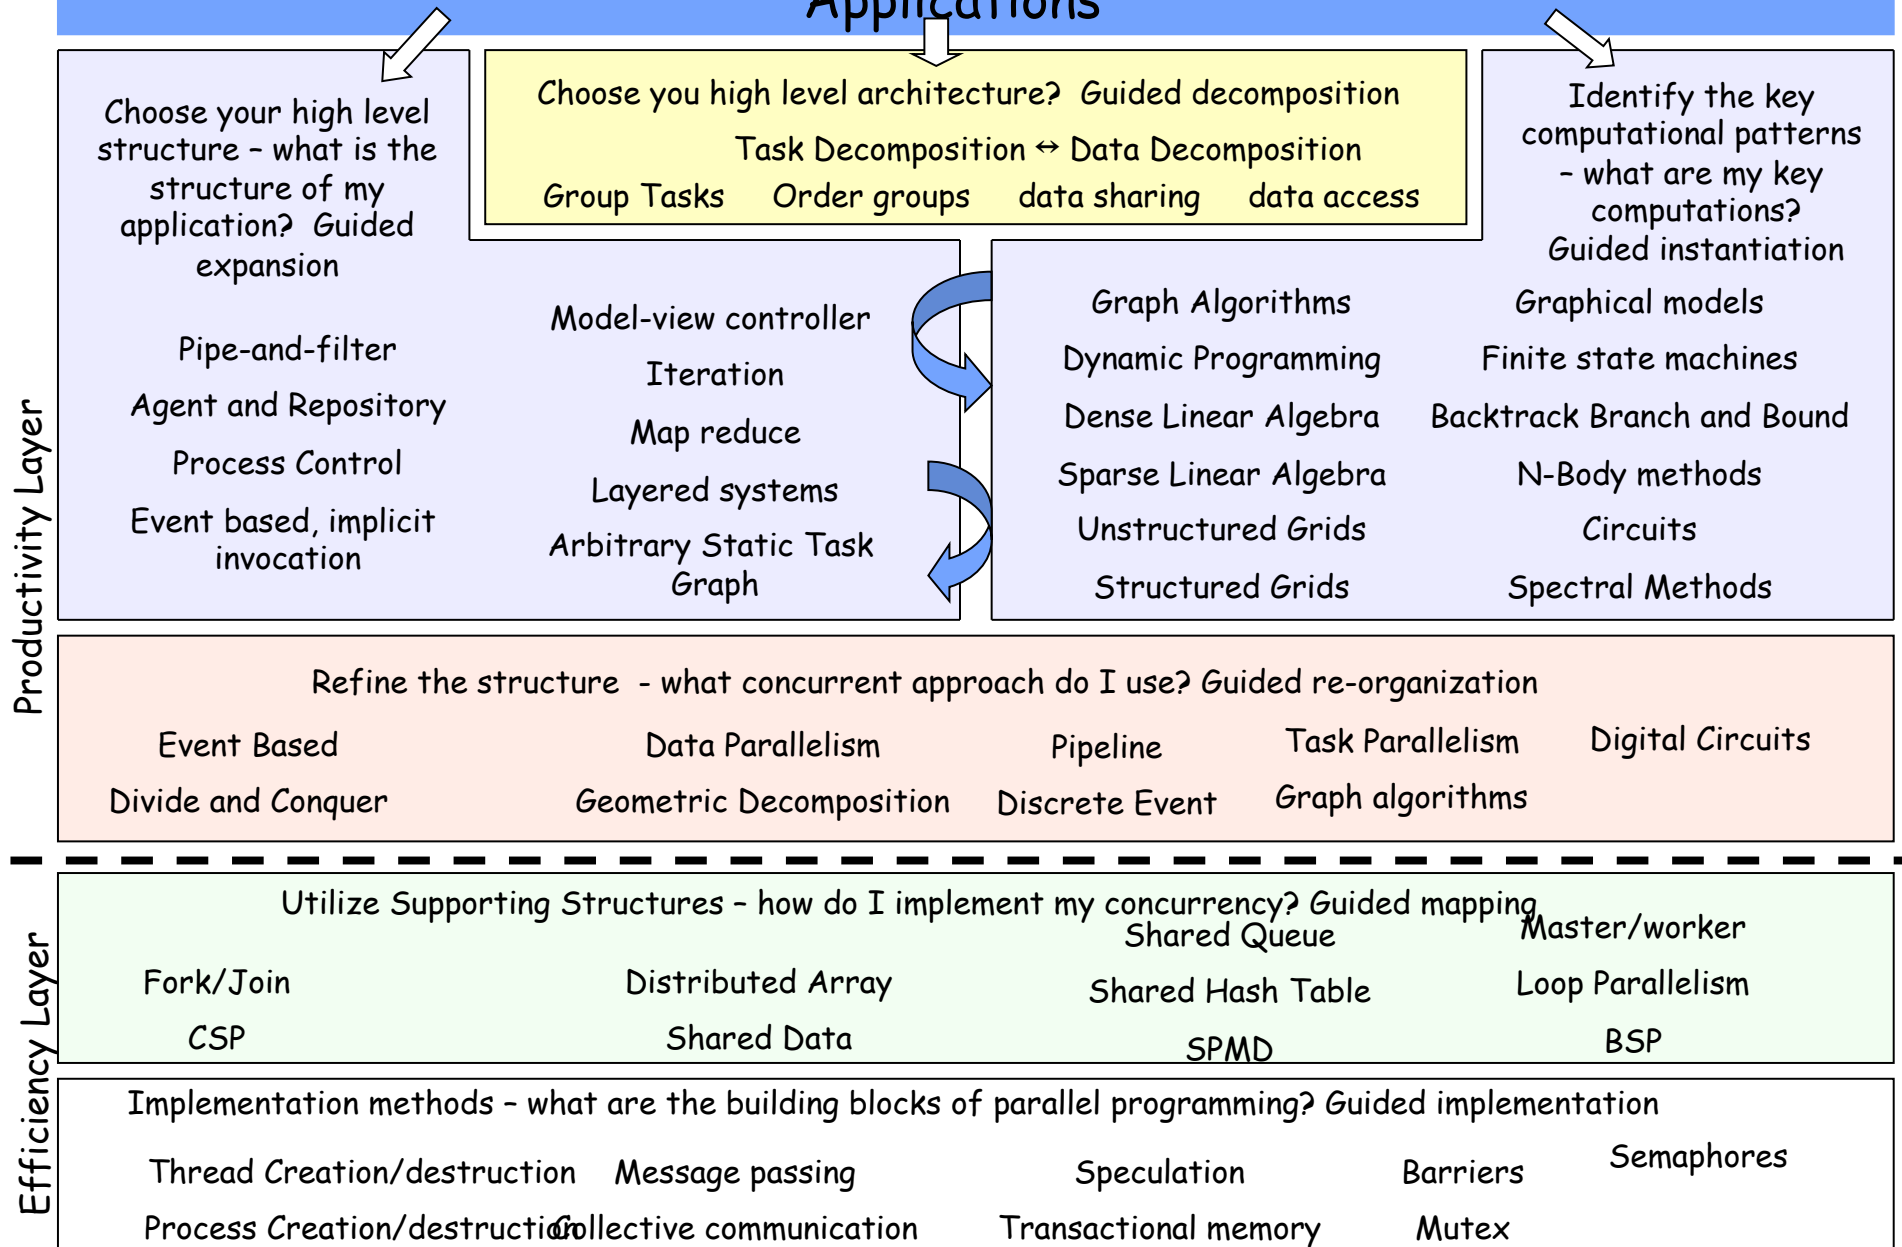 Applications
Choose your high level
structure – what is the
structure of my
application?  Guided
expansion
Pipe-and-filter
Agent and Repository
Process Control
Event based, implicit
invocation
Model-view controller
Iteration
Map reduce
Layered systems
Arbitrary Static Task
Graph
Choose you high level architecture?  Guided decomposition
Task Decomposition ↔ Data Decomposition
Group Tasks  Order groups  data sharing  data access
Identify the key
computational patterns
– what are my key
computations?
Guided instantiation
Graph Algorithms
Dynamic Programming
Dense Linear Algebra
Sparse Linear Algebra
Unstructured Grids
Structured Grids
Graphical models
Finite state machines
Backtrack Branch and Bound
N-Body methods
Circuits
Spectral Methods
Productivity Layer
Refine the structure  - what concurrent approach do I use? Guided re-organization
Event Based
Divide and Conquer
Data Parallelism
Geometric Decomposition
Pipeline
Discrete Event
Task Parallelism
Graph algorithms
Digital Circuits
Efficiency Layer
Utilize Supporting Structures – how do I implement my concurrency? Guided mapping
Fork/Join
CSP
Distributed Array
Shared Data
Shared Queue
Shared Hash Table
SPMD
Master/worker
Loop Parallelism
BSP
Implementation methods – what are the building blocks of parallel programming? Guided implementation
Thread Creation/destruction
Process Creation/destruction
Message passing
Collective communication
Speculation
Transactional memory
Barriers
Mutex
Semaphores